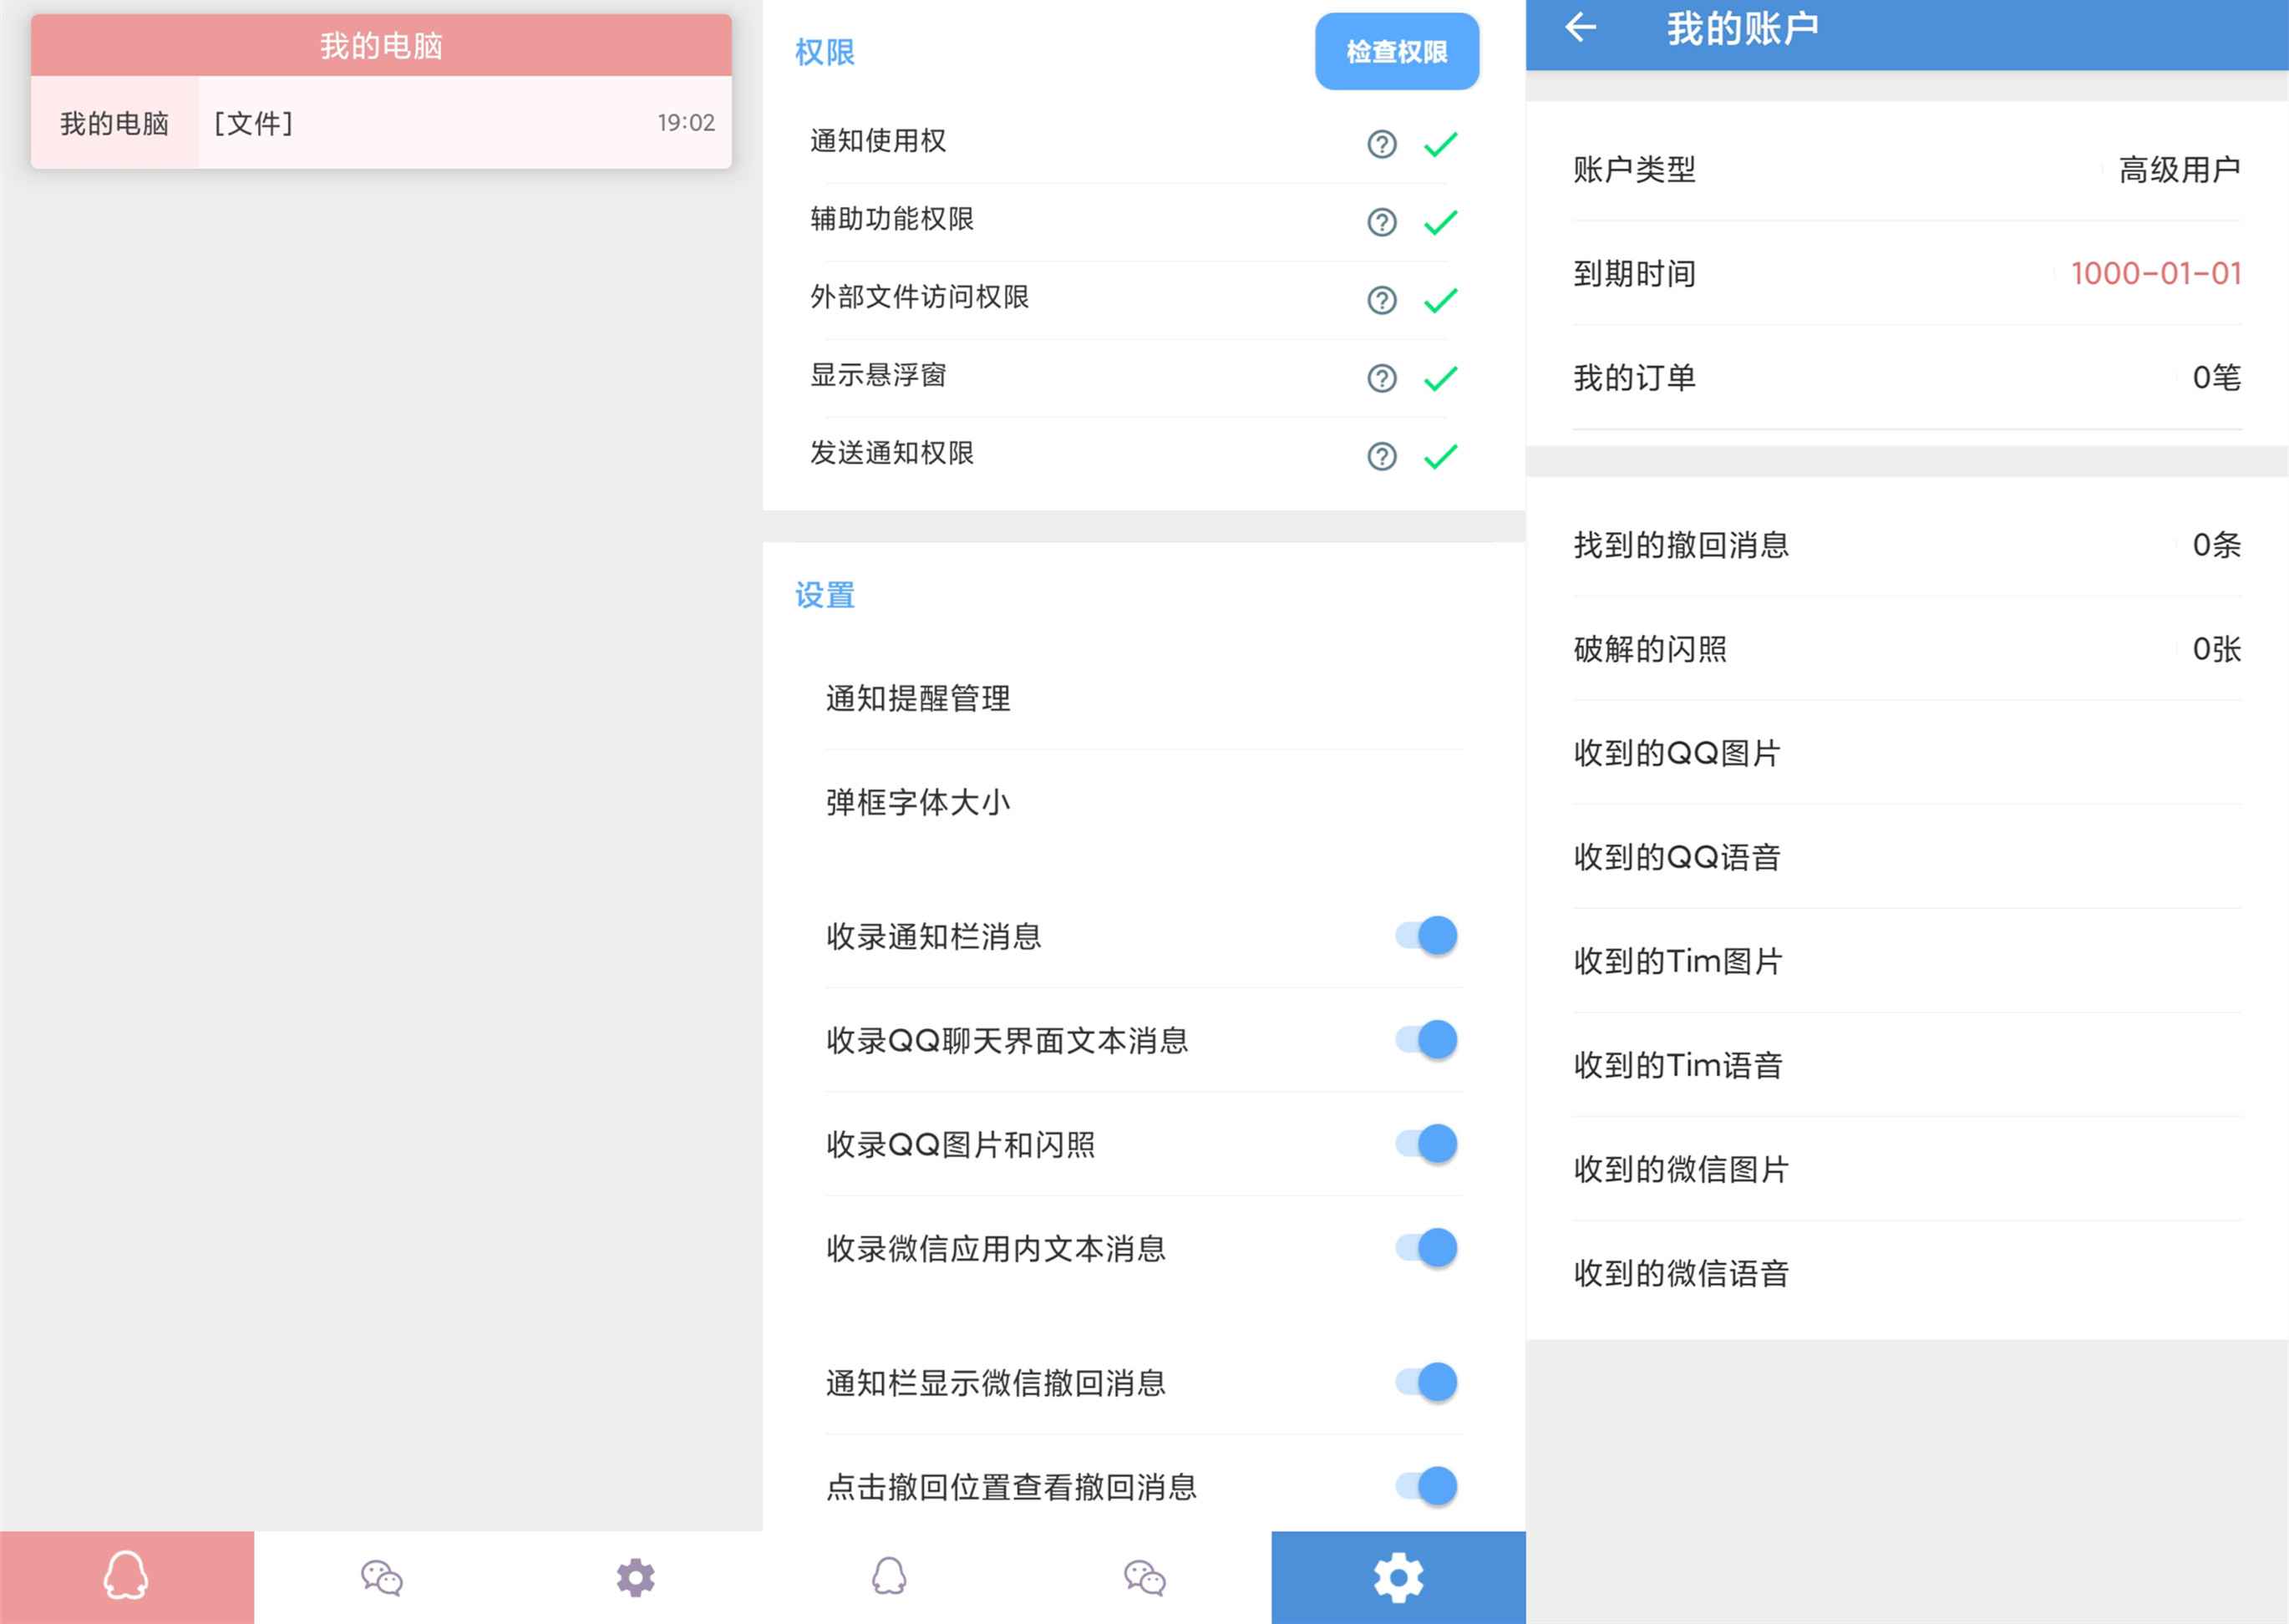 我的电脑
我的电脑 [文件] 19:02
权限 检查权限
通知使用权
辅助功能权限
外部文件访问权限
显示悬浮窗
发送通知权限
设置
通知提醒管理
弹框字体大小
收录通知栏消息
收录QQ聊天界面文本消息
收录QQ图片和闪照
收录微信应用内文本消息
通知栏显示微信撤回消息
点击撤回位置查看撤回消息
我的账户
账户类型 高级用户
到期时间 1000-01-01
我的订单 0笔
找到的撤回消息 0条
破解的闪照 0张
收到的QQ图片
收到的QQ语音
收到的Tim图片
收到的Tim语音
收到的微信图片
收到的微信语音